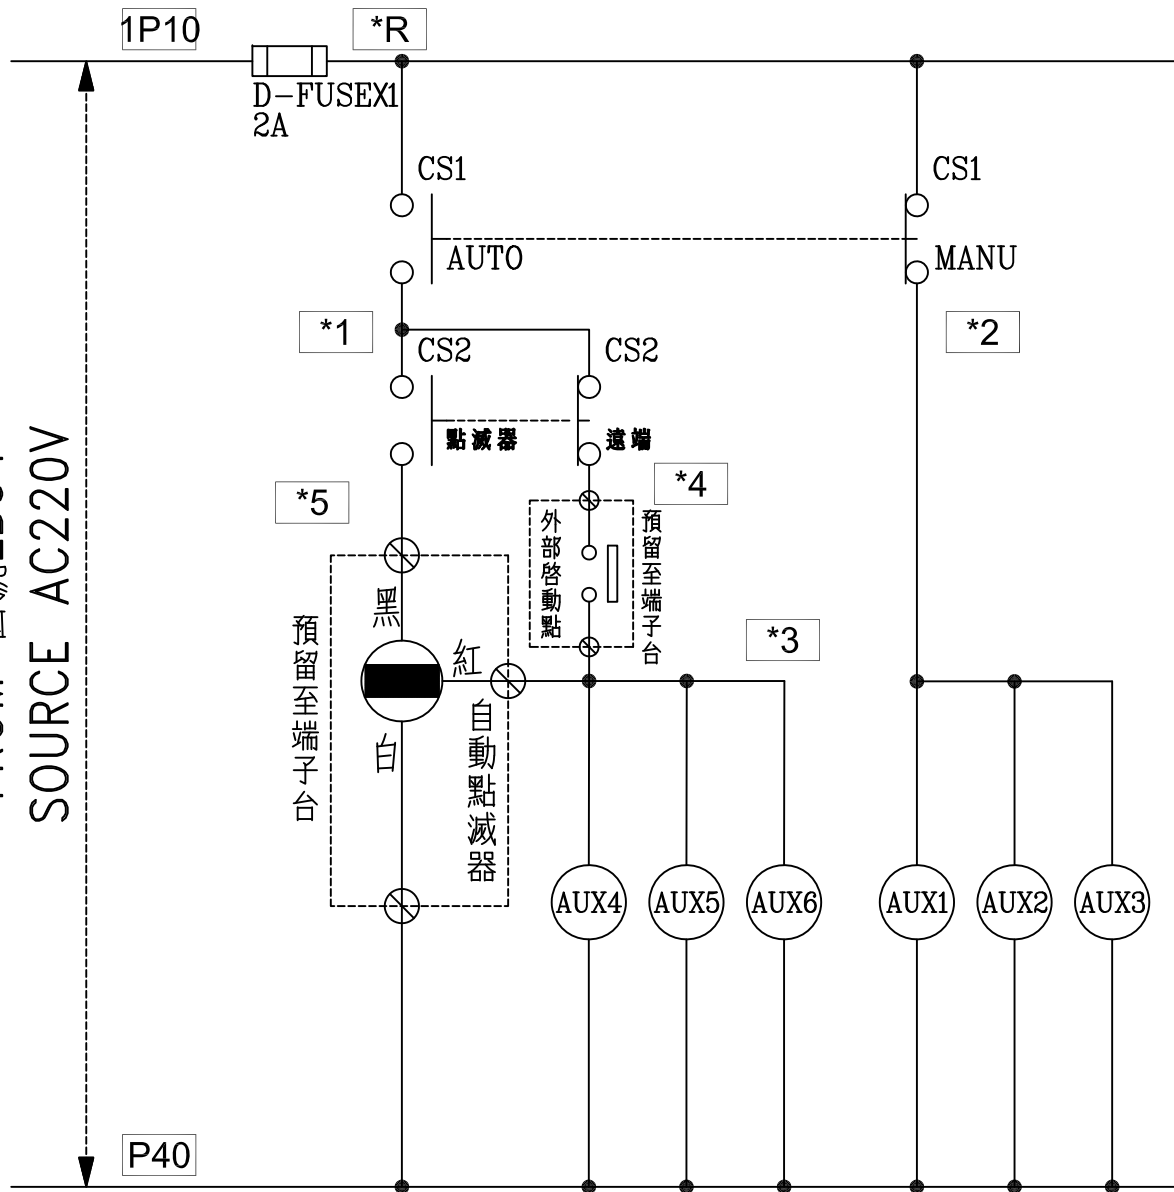 1P10
*R
D-FUSEX1
2A
CS1
CS1
AUTO
MANU
*1
*2
CS2
CS2
點滅器
遠端
*5
*4
外部啓動點
預留至端子台
黑
*3
紅
預留至端子台
白
自動點滅器
SOURCE AC220V
AUX4
AUX5
AUX6
AUX1
AUX2
AUX3
P40